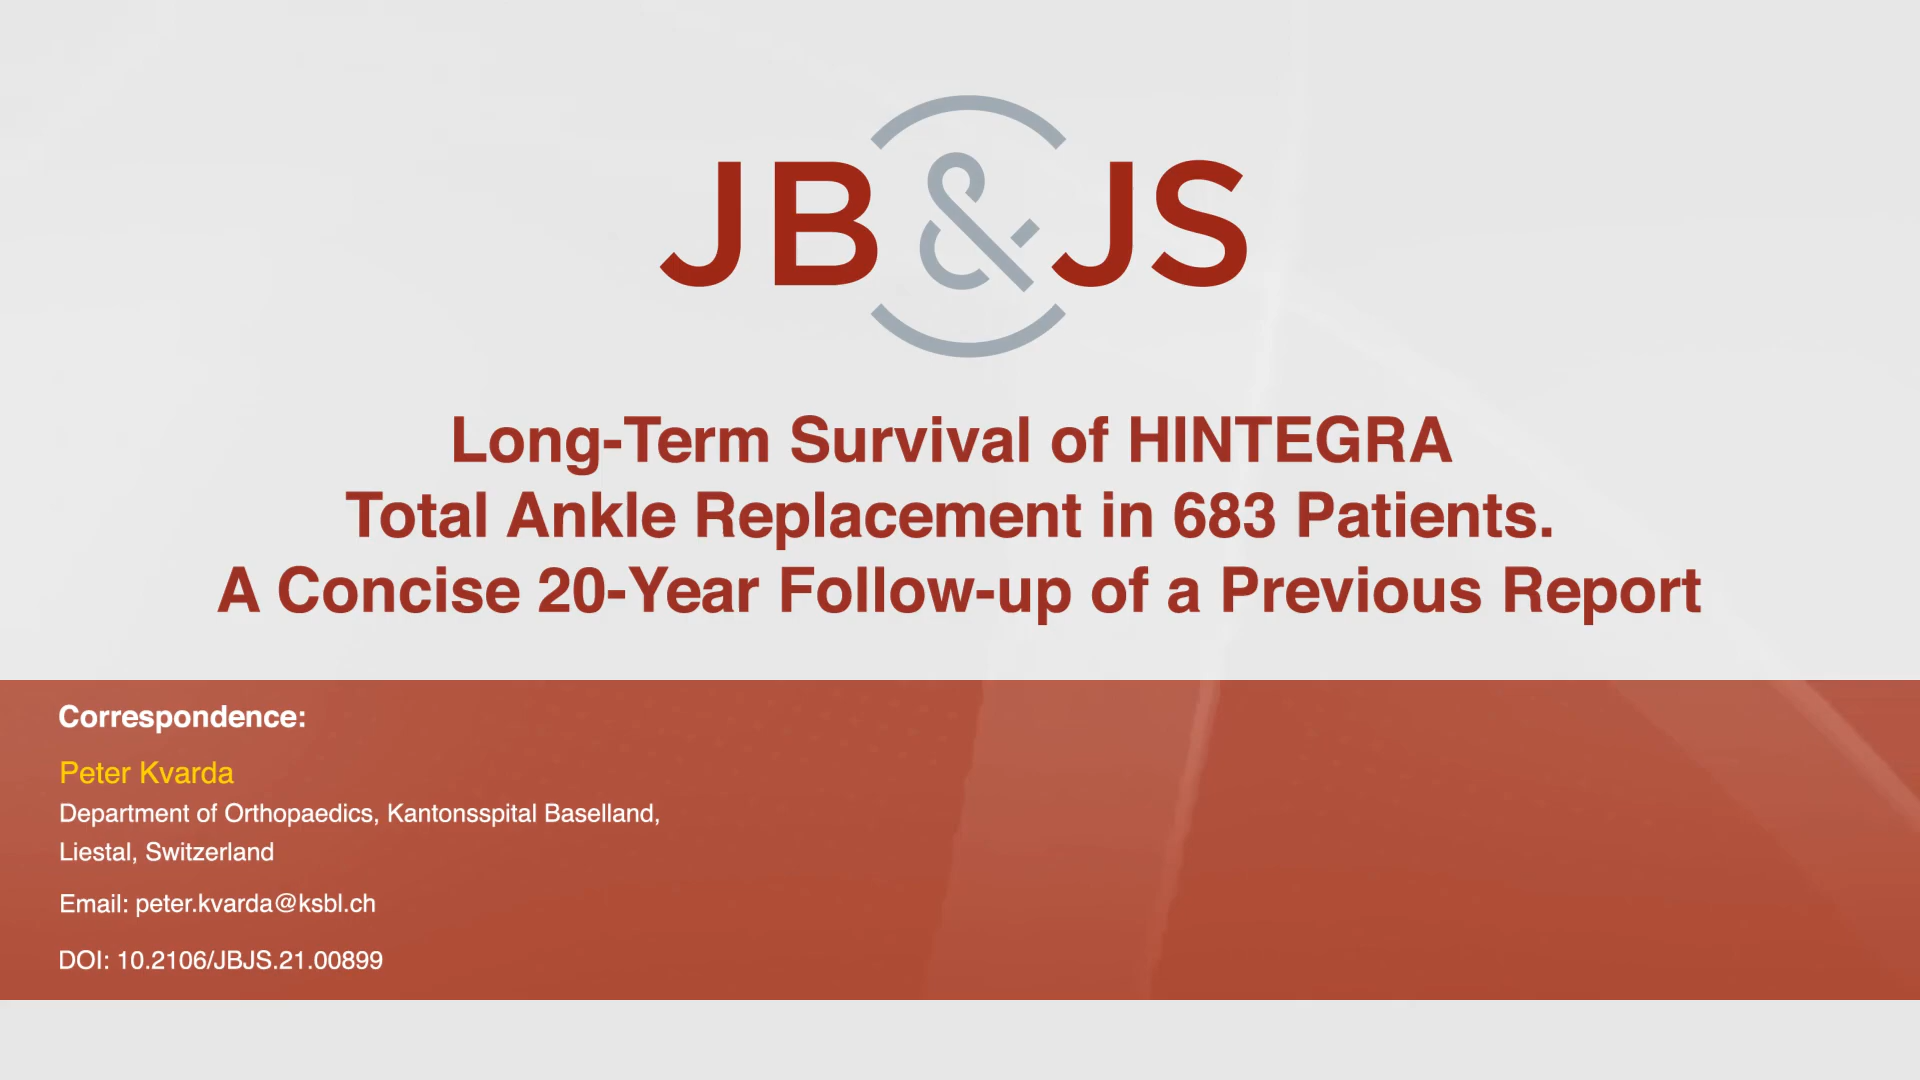 JB&JS
Long-Term Survival of HINTEGRA
Total Ankle Replacement in 683 Patients.
A Concise 20-Year Follow-up of a Previous Report
Correspondence:
Peter Kvarda
Department of Orthopaedics, Kantonsspital Baselland,
Liestal, Switzerland
Email: peter.kvarda@ksbl.ch
DOI: 10.2106/JBJS.21.00899